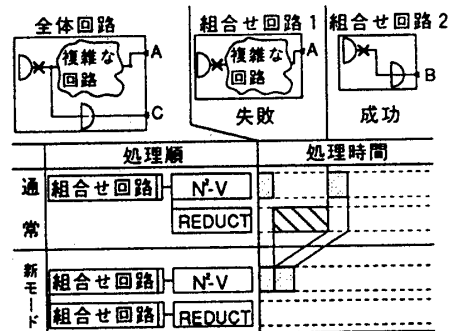 全体回路
組合せ回路1
組合せ回路2
複雑な
回路
A
C
複雑な
回路
A
B
失敗
成功
処理順
処理時間
通常
組合せ回路
N²-V
REDUCT
新モード
組合せ回路
N²-V
組合せ回路
REDUCT